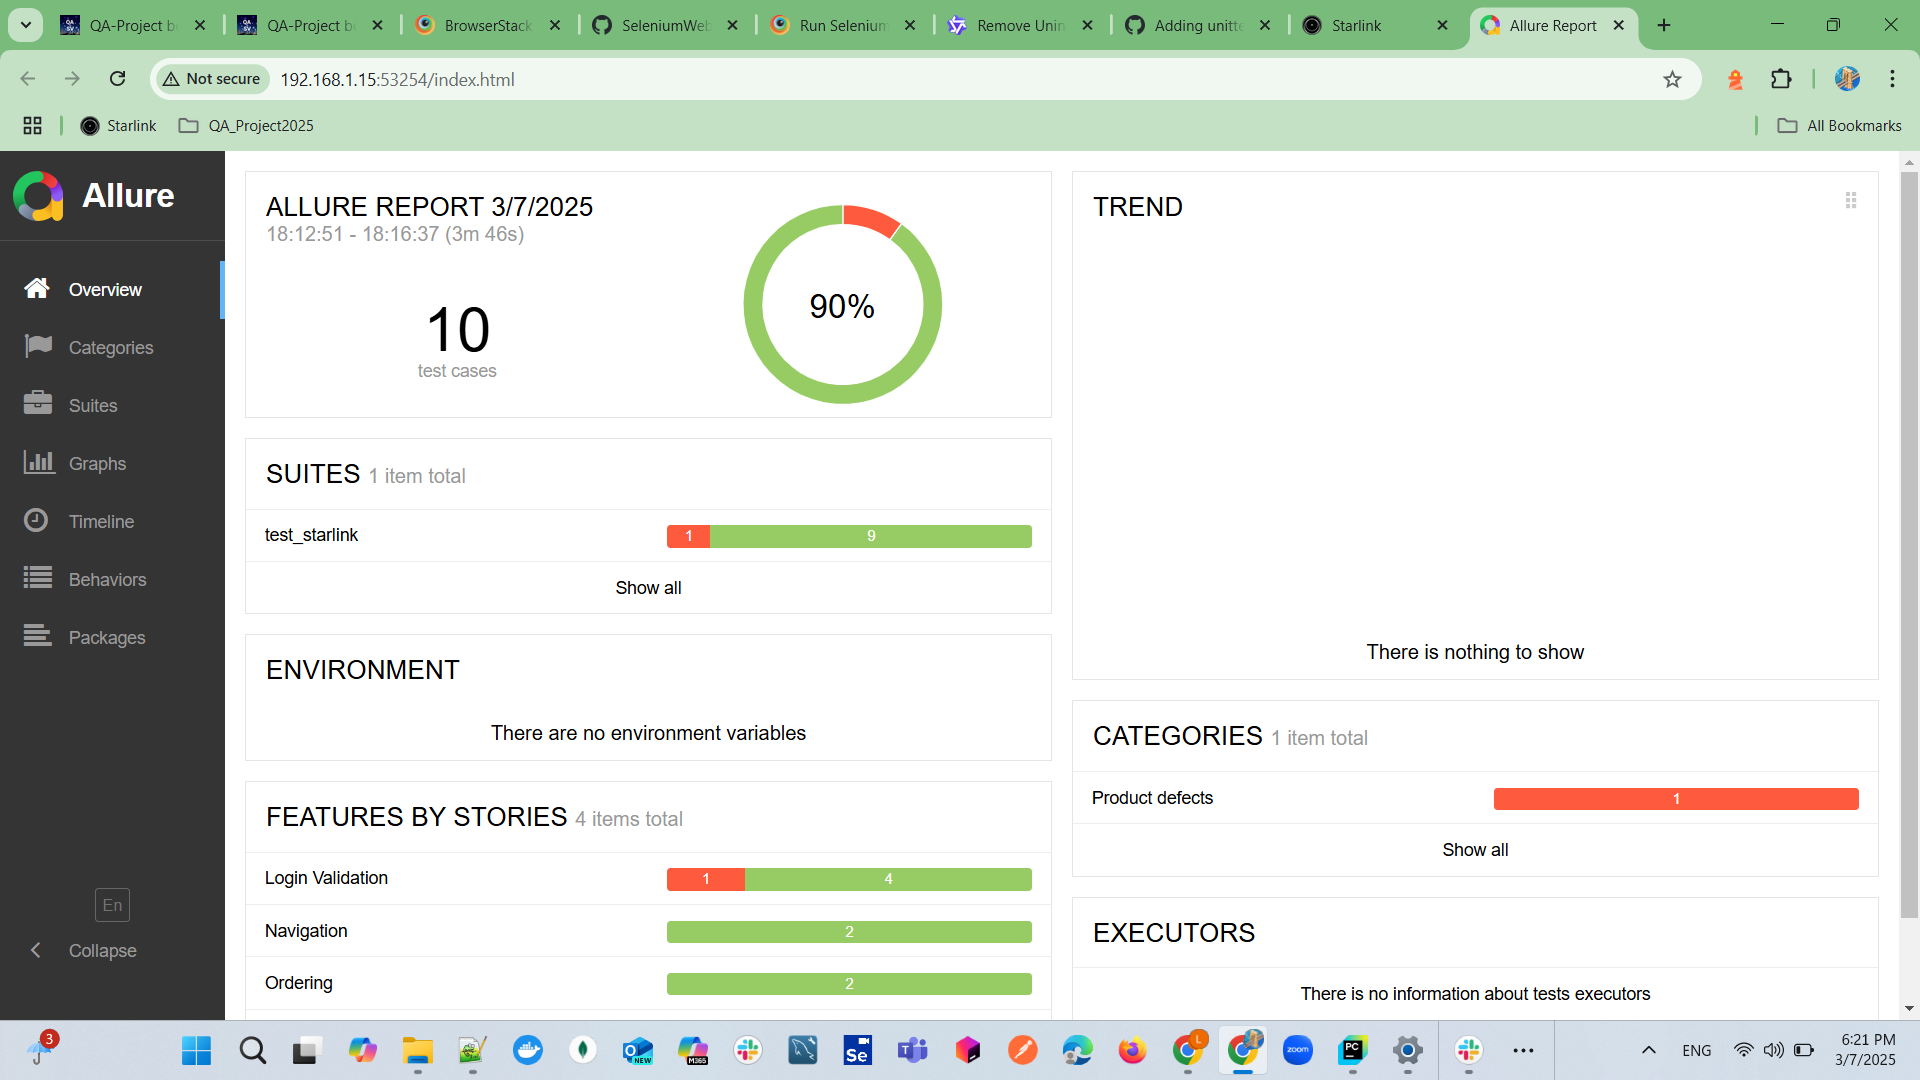 QA-Project b
QA-Project b
BrowserStack
SeleniumWeb
Run Selenium
Remove Unin
Adding unitte
Starlink
Allure Report
Not secure
192.168.1.15:53254/index.html
Starlink
QA_Project2025
All Bookmarks
Allure
Overview
Categories
Suites
Graphs
Timeline
Behaviors
Packages
En
Collapse
ALLURE REPORT 3/7/2025
18:12:51 - 18:16:37 (3m 46s)
10
test cases
90%
SUITES 1 item total
test_starlink
1 9
Show all
ENVIRONMENT
There are no environment variables
FEATURES BY STORIES 4 items total
Login Validation
1 4
Navigation
2
Ordering
2
TREND
There is nothing to show
CATEGORIES 1 item total
Product defects
1
Show all
EXECUTORS
There is no information about tests executors
3
NEW
M365
Se
L
zoom
PC
ENG
6:21 PM
3/7/2025